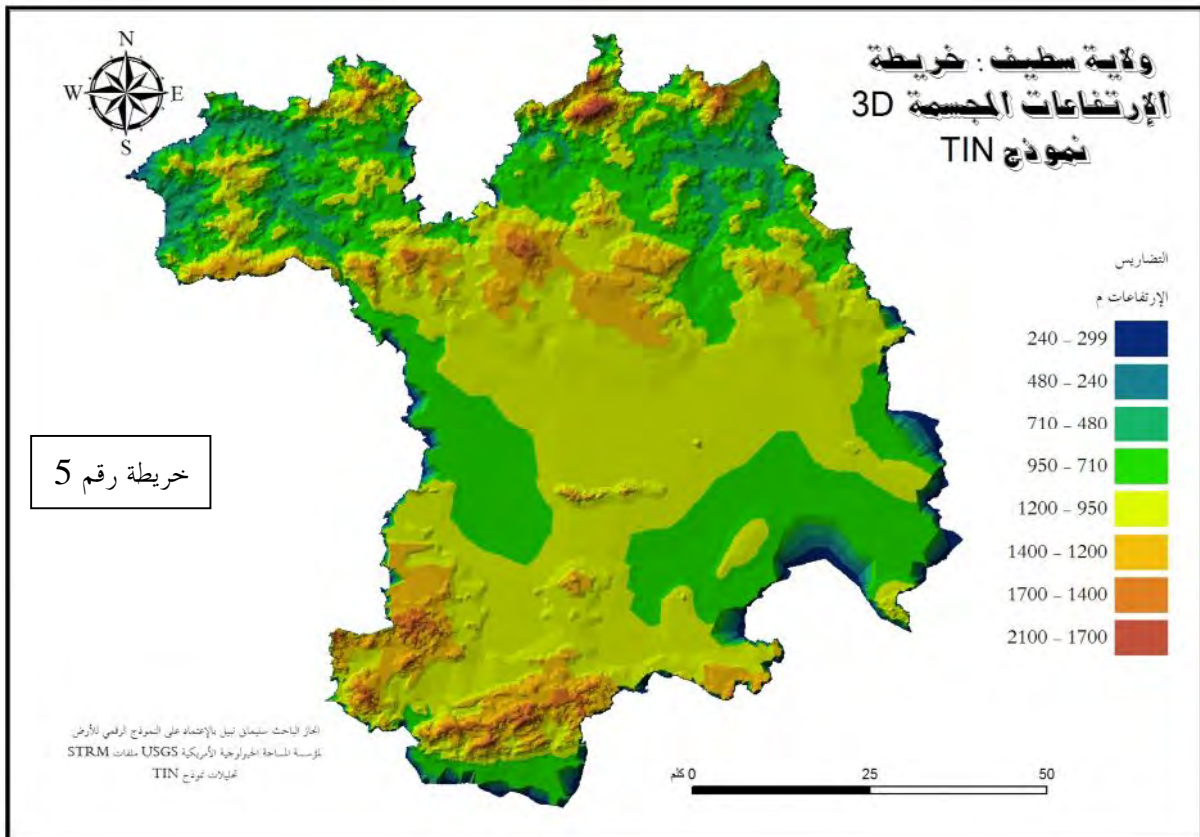 N
W
E
S
ولاية سطيف : خريطة
الإرتفاعات المجسمة 3D
نموذج TIN
التضاريس
الإرتفاعات م
240 – 299
480 – 240
710 – 480
950 – 710
1200 – 950
1400 – 1200
1700 – 1400
2100 – 1700
خريطة رقم 5
الباحث نبيل بالإعتماد على النموذج الرقمي للأرض
لمؤسسة المساحة الجيولوجية الأمريكية USGS ملفات STRM
تحليلات نموذج TIN
كلم 0 25 50